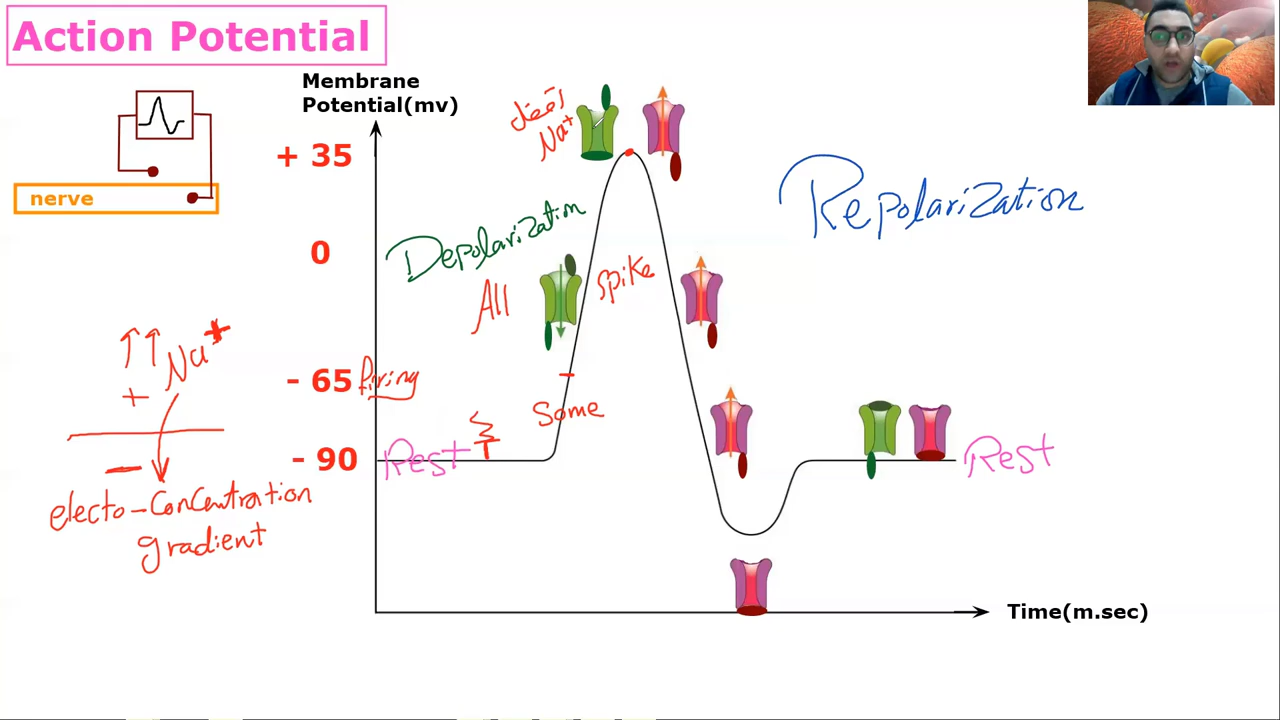 Action Potential
Membrane
Potential(mv)
Na+
+ 35
nerve
Repolarization
Depolarization
0
All
Spike
↑↑ Na+
+
- 65
firing
Some
Rest
- 90
Rest
-
electo-Concentration
gradient
Time(m.sec)